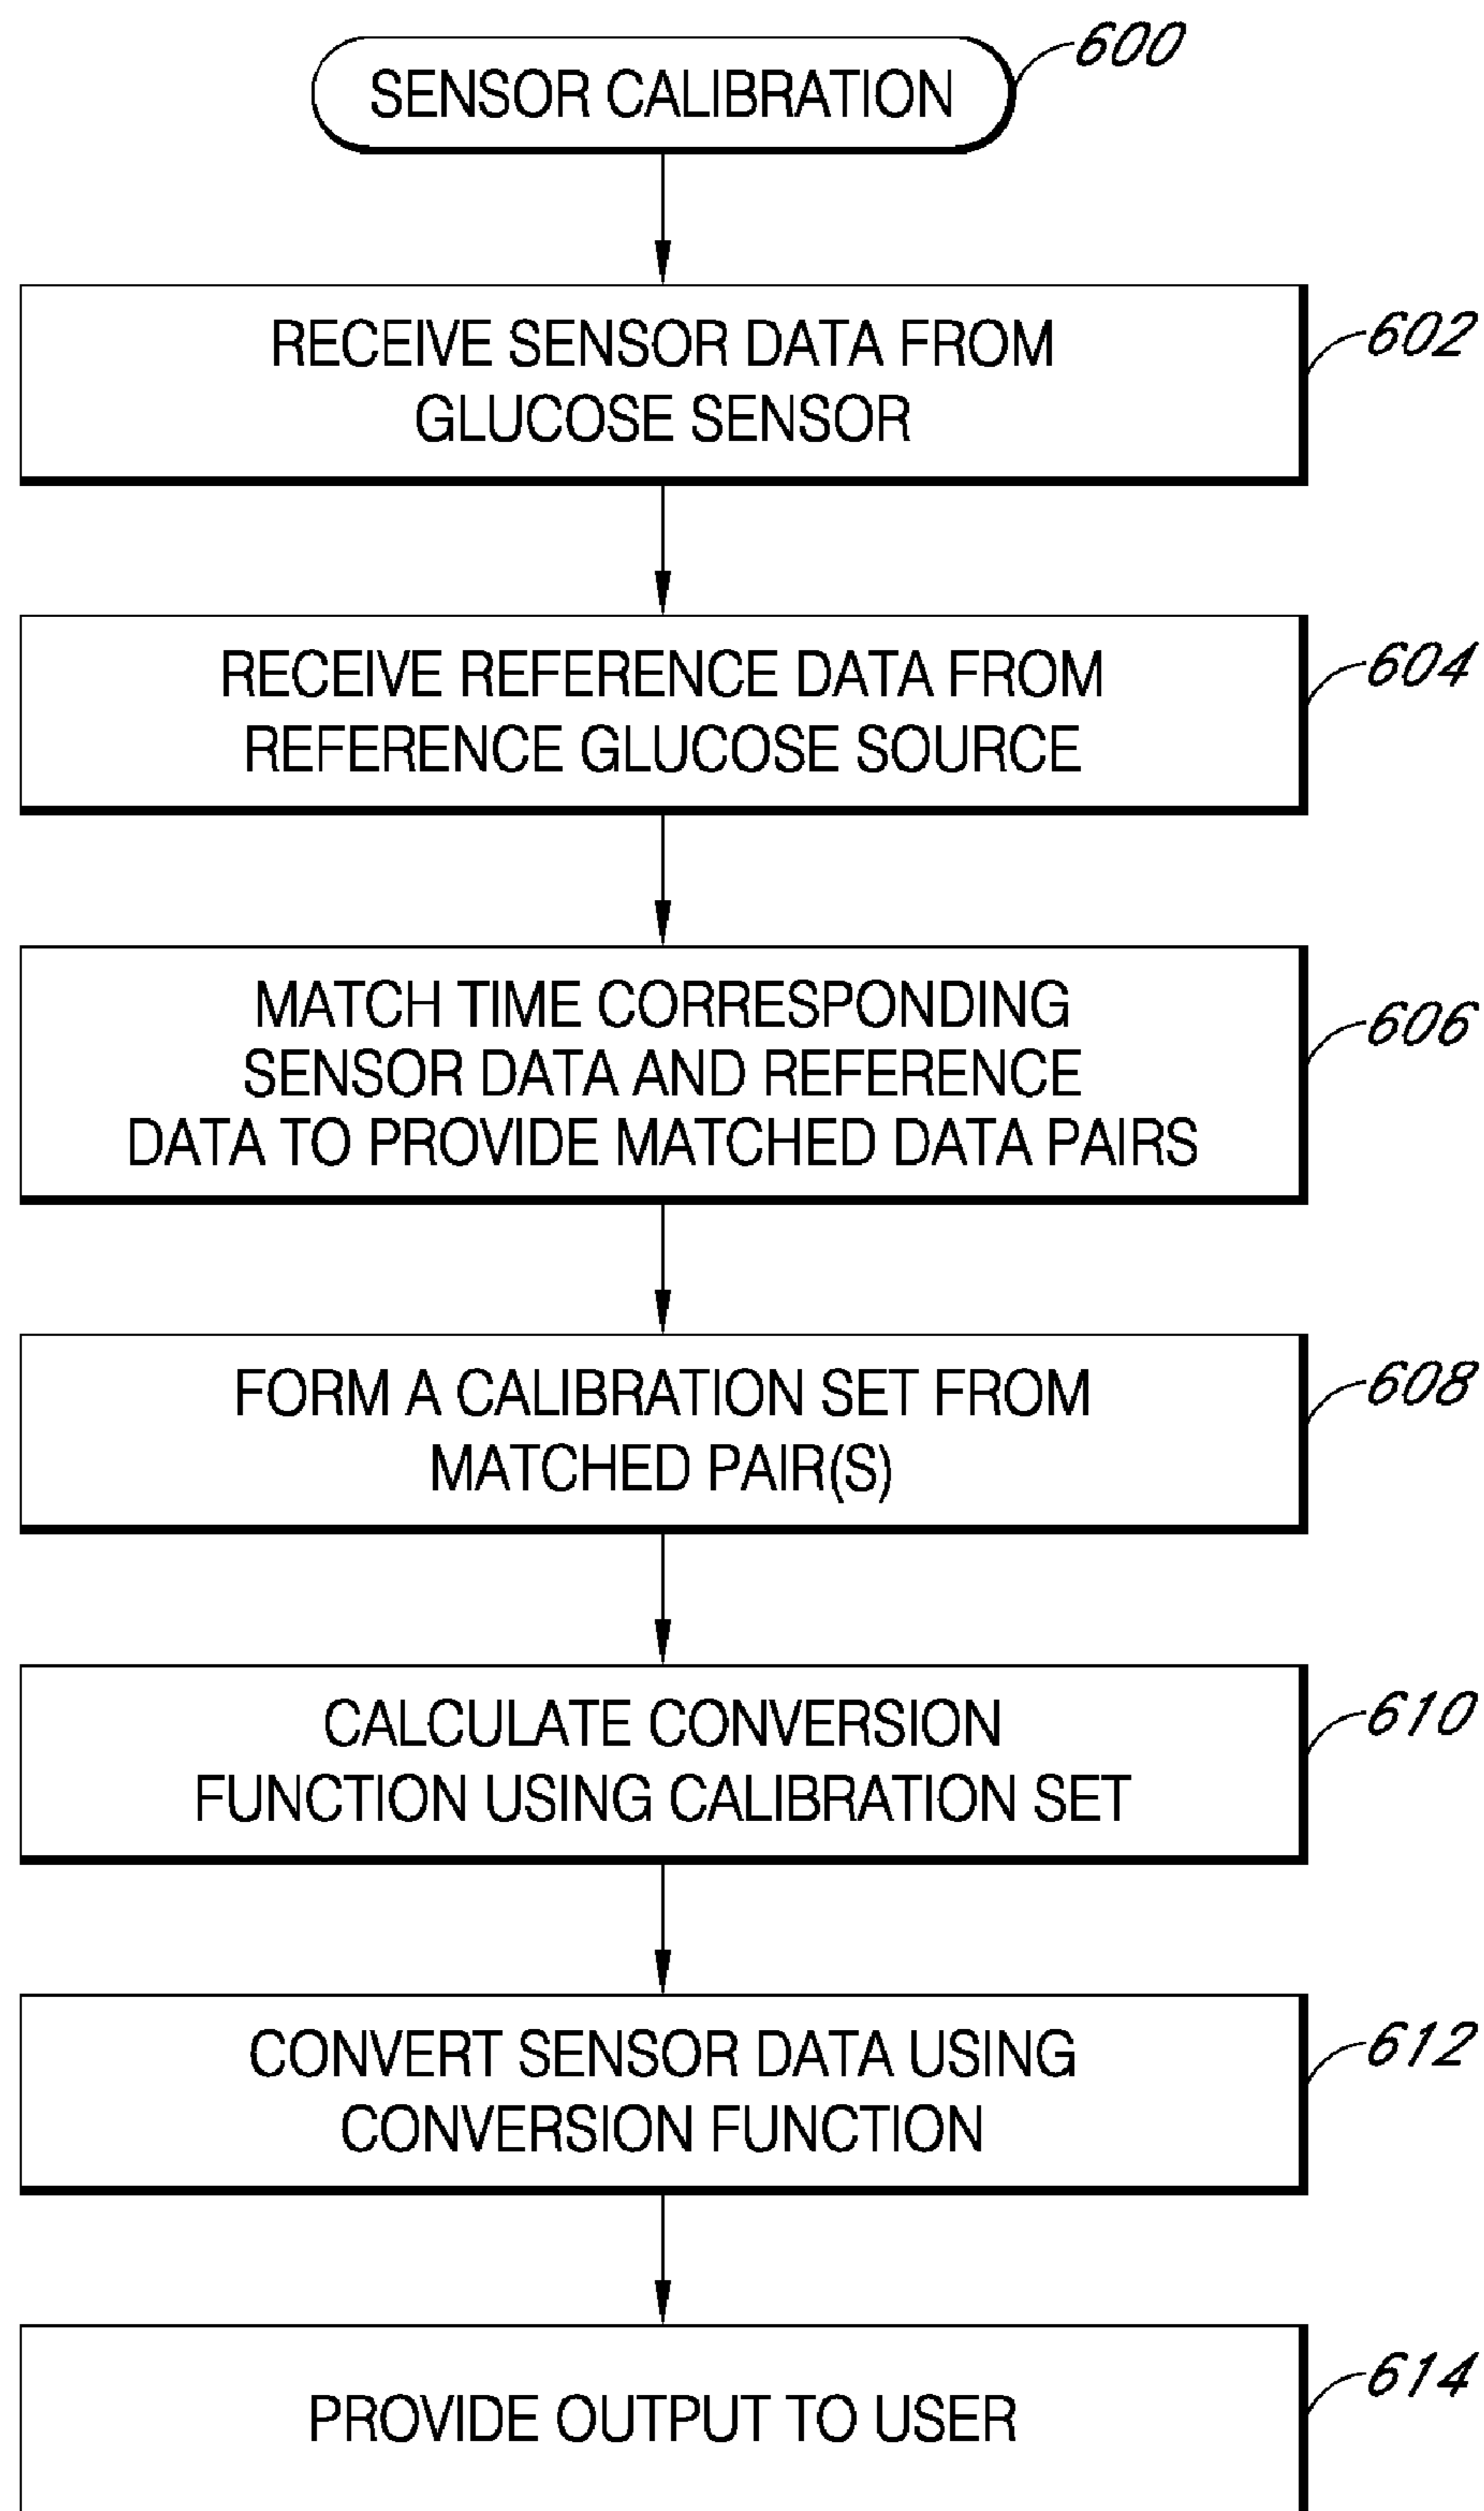 SENSOR CALIBRATION
600
RECEIVE SENSOR DATA FROM
GLUCOSE SENSOR
602
RECEIVE REFERENCE DATA FROM
REFERENCE GLUCOSE SOURCE
604
MATCH TIME CORRESPONDING
SENSOR DATA AND REFERENCE
DATA TO PROVIDE MATCHED DATA PAIRS
606
FORM A CALIBRATION SET FROM
MATCHED PAIR(S)
608
CALCULATE CONVERSION
FUNCTION USING CALIBRATION SET
610
CONVERT SENSOR DATA USING
CONVERSION FUNCTION
612
PROVIDE OUTPUT TO USER
614